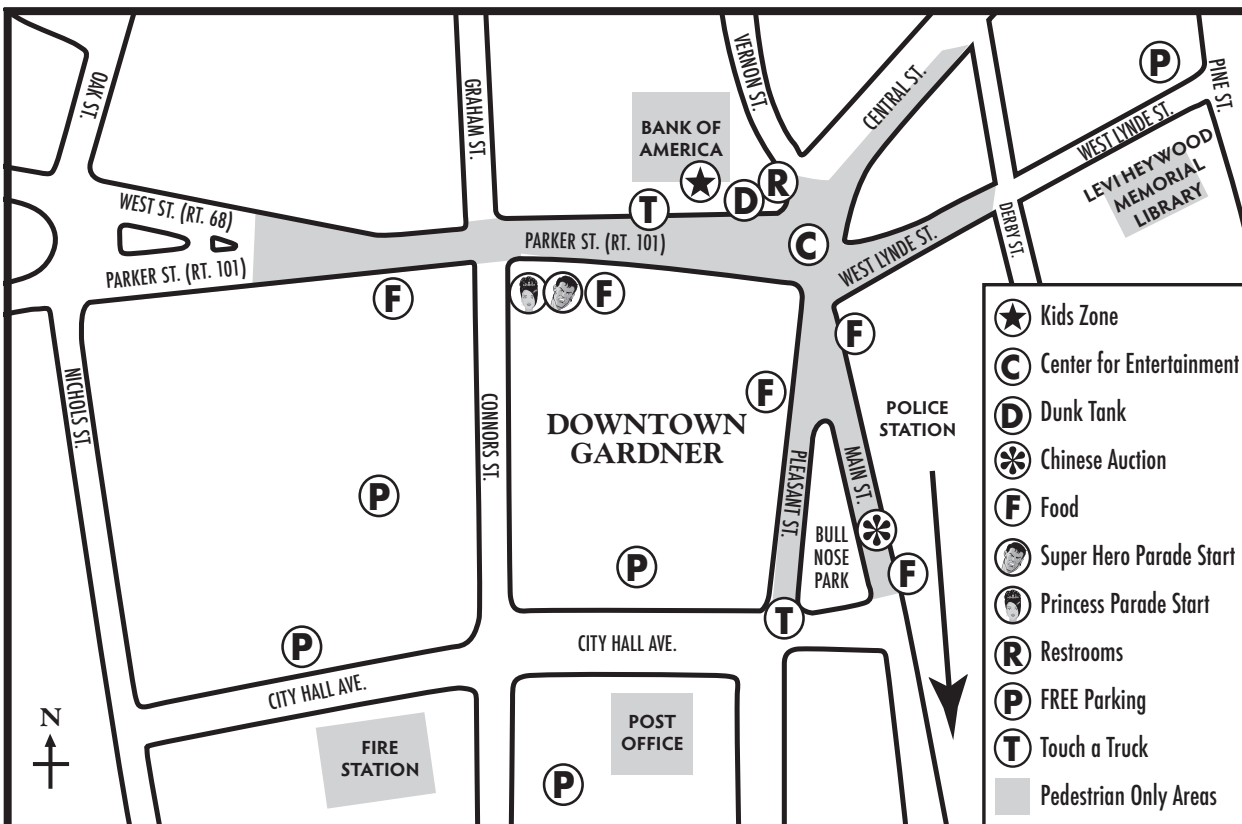 OAK ST.
GRAHAM ST.
VERNON ST.
CENTRAL ST.
P
PINE ST.
BANK OF
AMERICA
WEST LYNDE ST.
LEVI HEYWOOD
MEMORIAL
LIBRARY
WEST ST. (RT. 68)
T
D
R
PARKER ST. (RT. 101)
PARKER ST. (RT. 101)
C
WEST LYNDE ST.
DERBY ST.
F
F
F
F
NICHOLS ST.
CONNORS ST.
DOWNTOWN
GARDNER
POLICE
STATION
P
PLEASANT ST.
MAIN ST.
BULL
NOSE
PARK
P
F
T
P
CITY HALL AVE.
CITY HALL AVE.
N
FIRE
STATION
POST
OFFICE
P
Kids Zone
C Center for Entertainment
D Dunk Tank
Chinese Auction
F Food
Super Hero Parade Start
Princess Parade Start
R Restrooms
P FREE Parking
T Touch a Truck
Pedestrian Only Areas